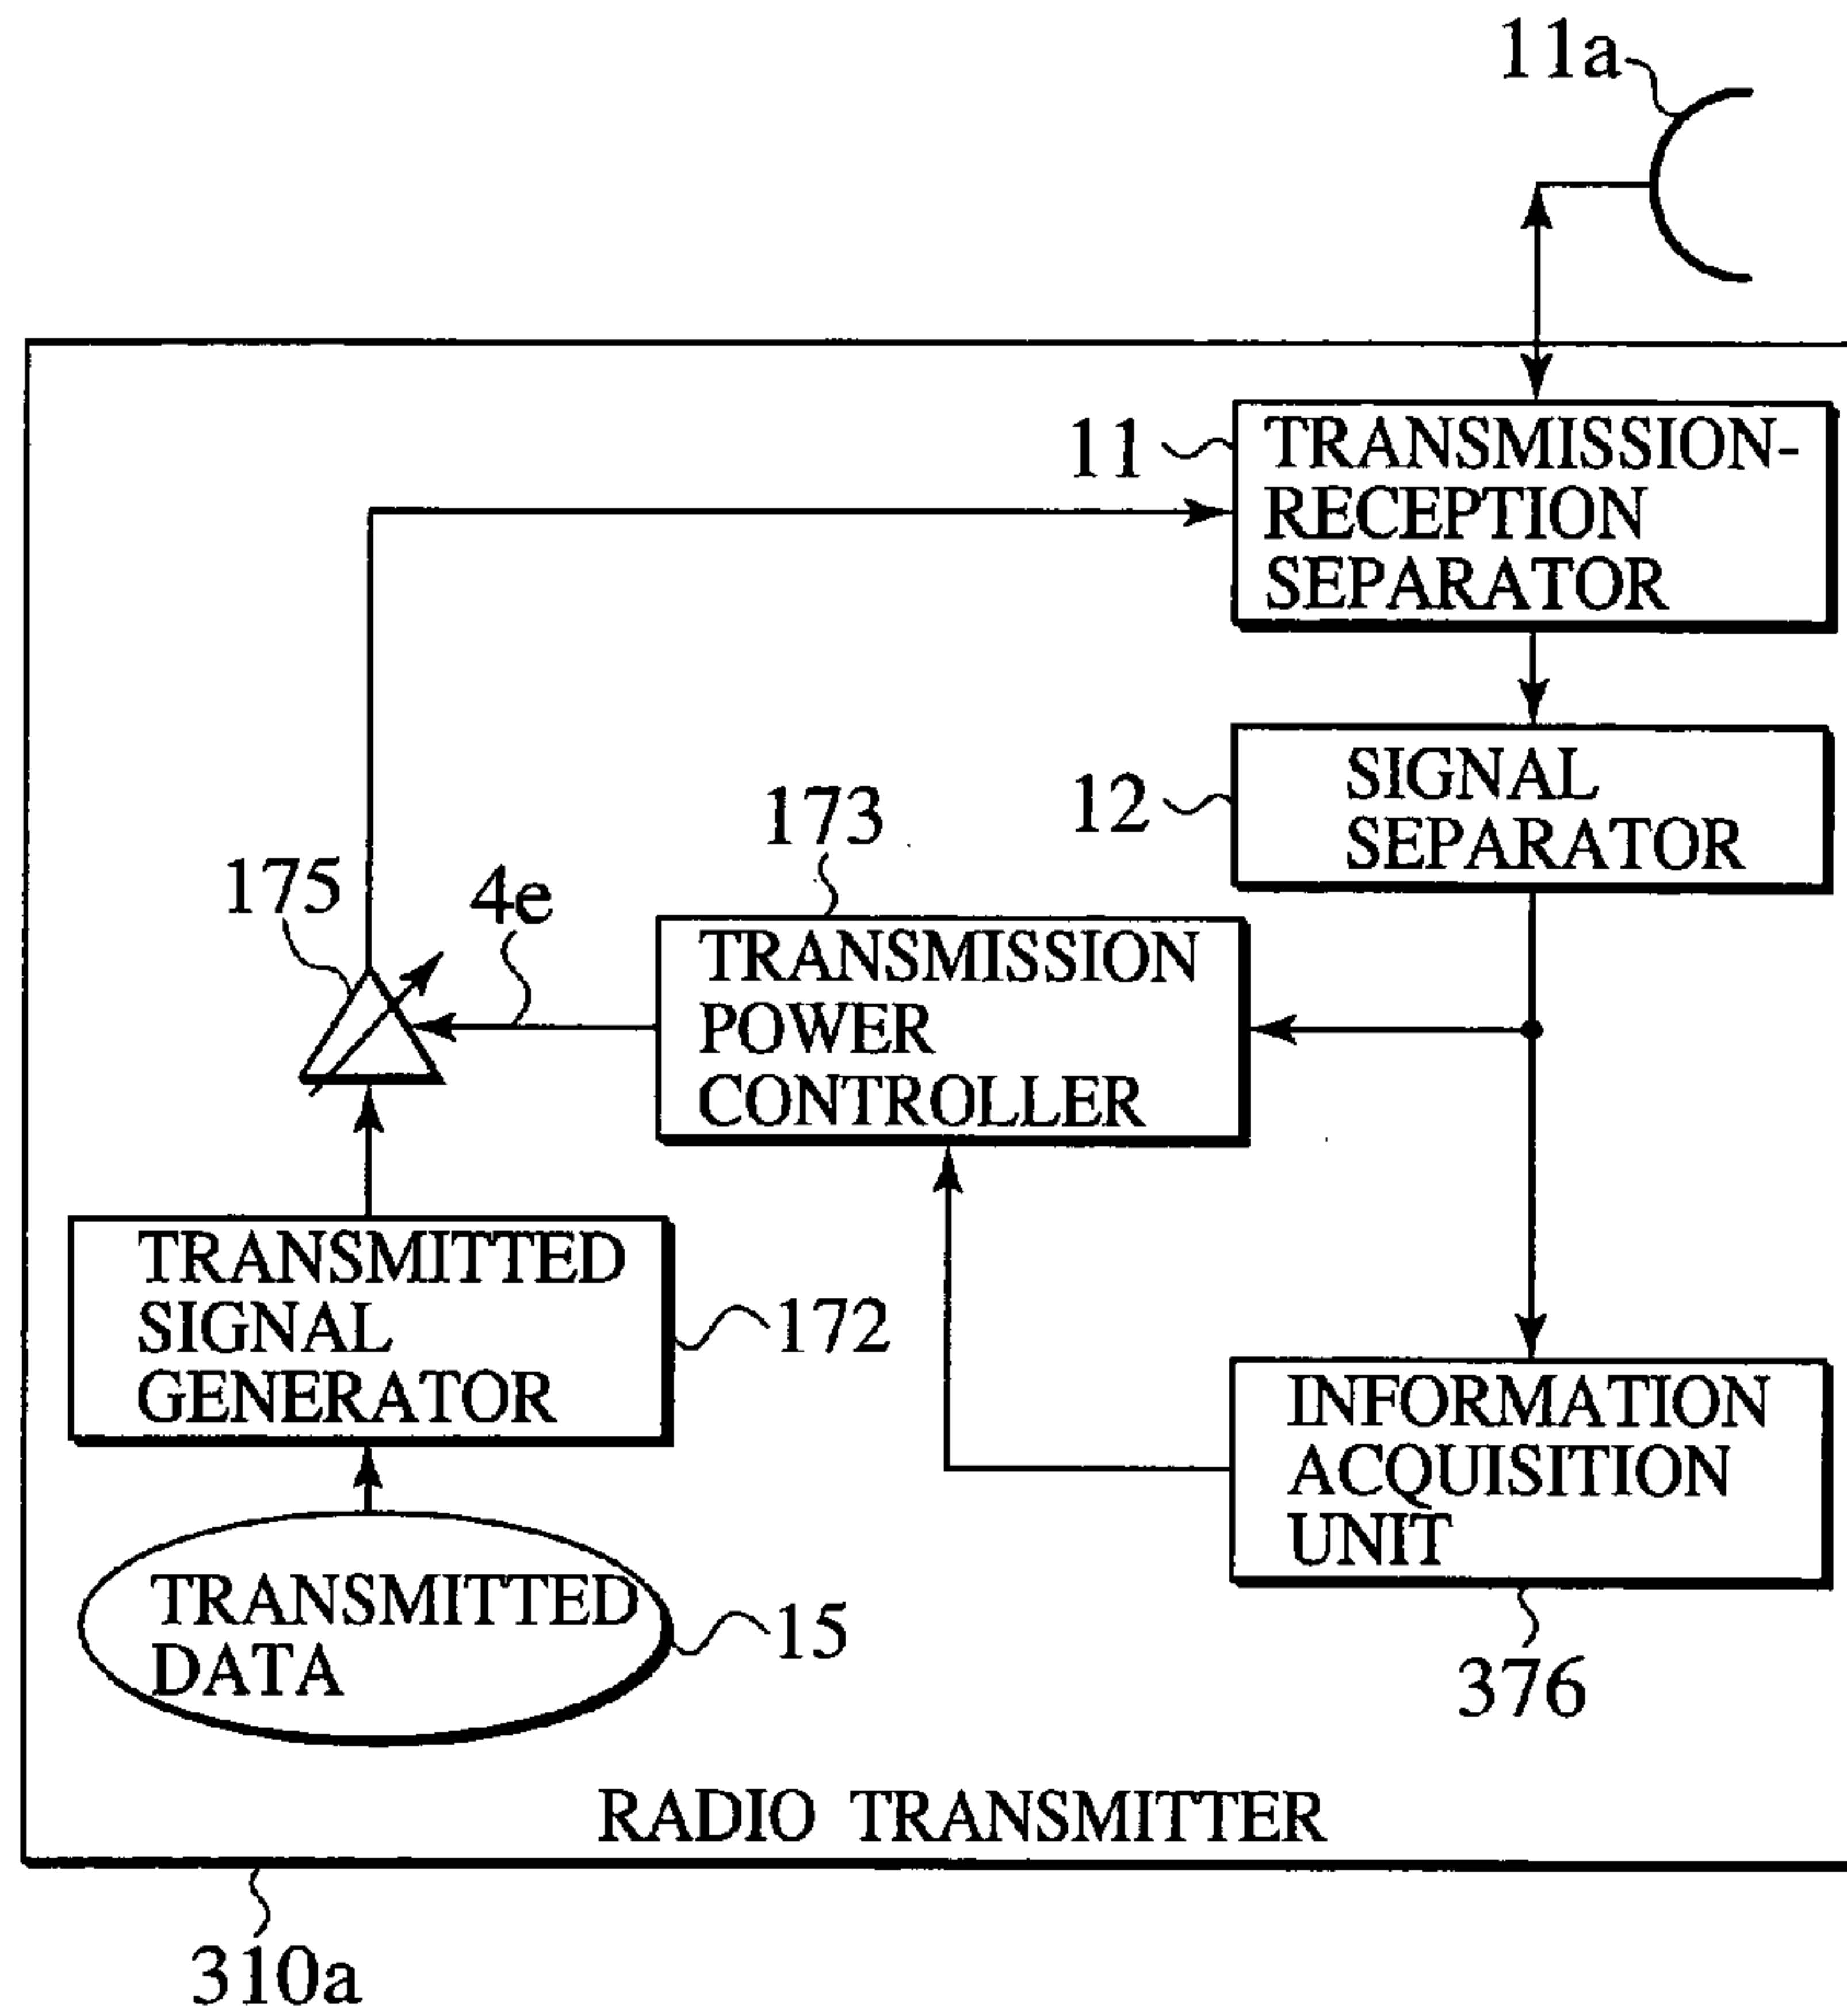 11a
11
TRANSMISSION-
RECEPTION
SEPARATOR
12
SIGNAL
SEPARATOR
173
175
4e
TRANSMISSION
POWER
CONTROLLER
TRANSMITTED
SIGNAL
GENERATOR
172
INFORMATION
ACQUISITION
UNIT
376
TRANSMITTED
DATA
15
RADIO TRANSMITTER
310a